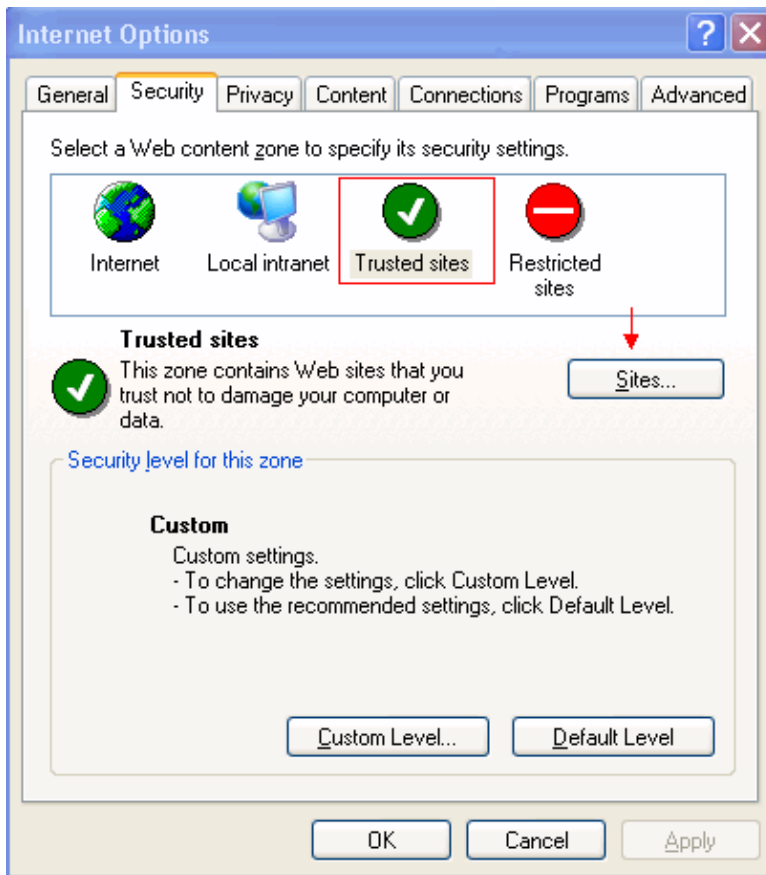 Internet Options
General Security Privacy Content Connections Programs Advanced
Select a Web content zone to specify its security settings.
Internet Local intranet Trusted sites Restricted
sites
Trusted sites
This zone contains Web sites that you
trust not to damage your computer or
data.
Sites...
Security level for this zone
Custom
Custom settings.
- To change the settings, click Custom Level.
- To use the recommended settings, click Default Level.
Custom Level... Default Level
OK Cancel Apply